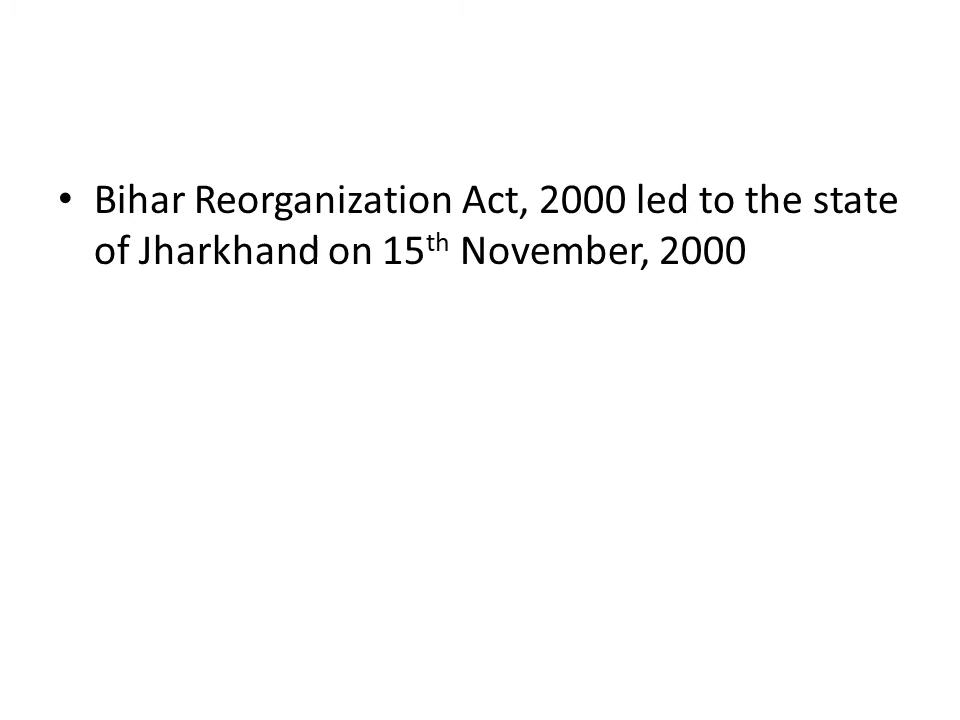 • Bihar Reorganization Act, 2000 led to the state
of Jharkhand on 15th November, 2000